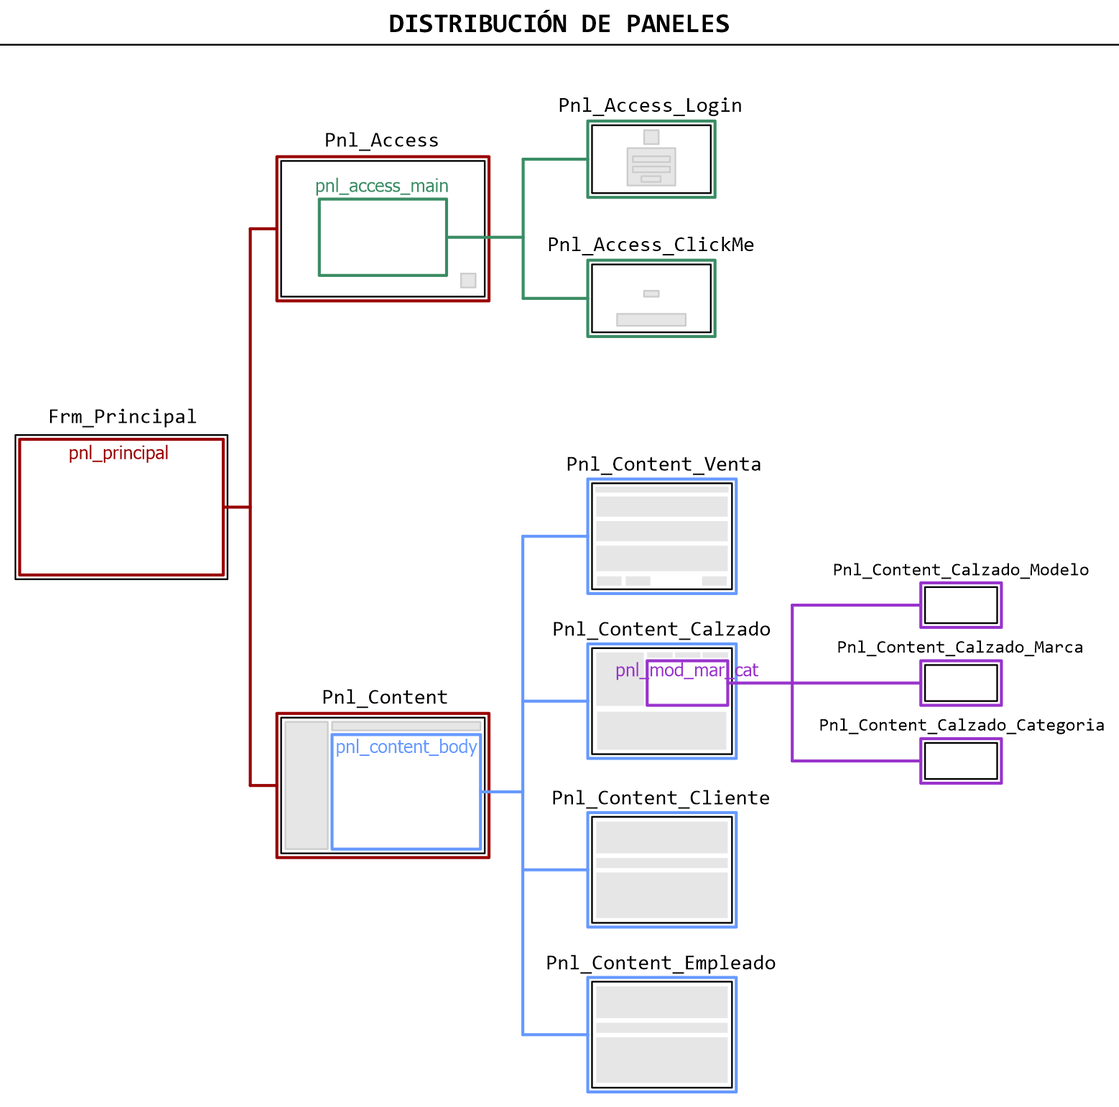 DISTRIBUCIÓN DE PANELES
Pnl_Access_Login
Pnl_Access
pnl_access_main
Pnl_Access_ClickMe
Frm_Principal
pnl_principal
Pnl_Content_Venta
Pnl_Content_Calzado_Modelo
Pnl_Content_Calzado
Pnl_Content_Calzado_Marca
pnl_mod_mar_cat
Pnl_Content
Pnl_Content_Calzado_Categoria
pnl_content_body
Pnl_Content_Cliente
Pnl_Content_Empleado